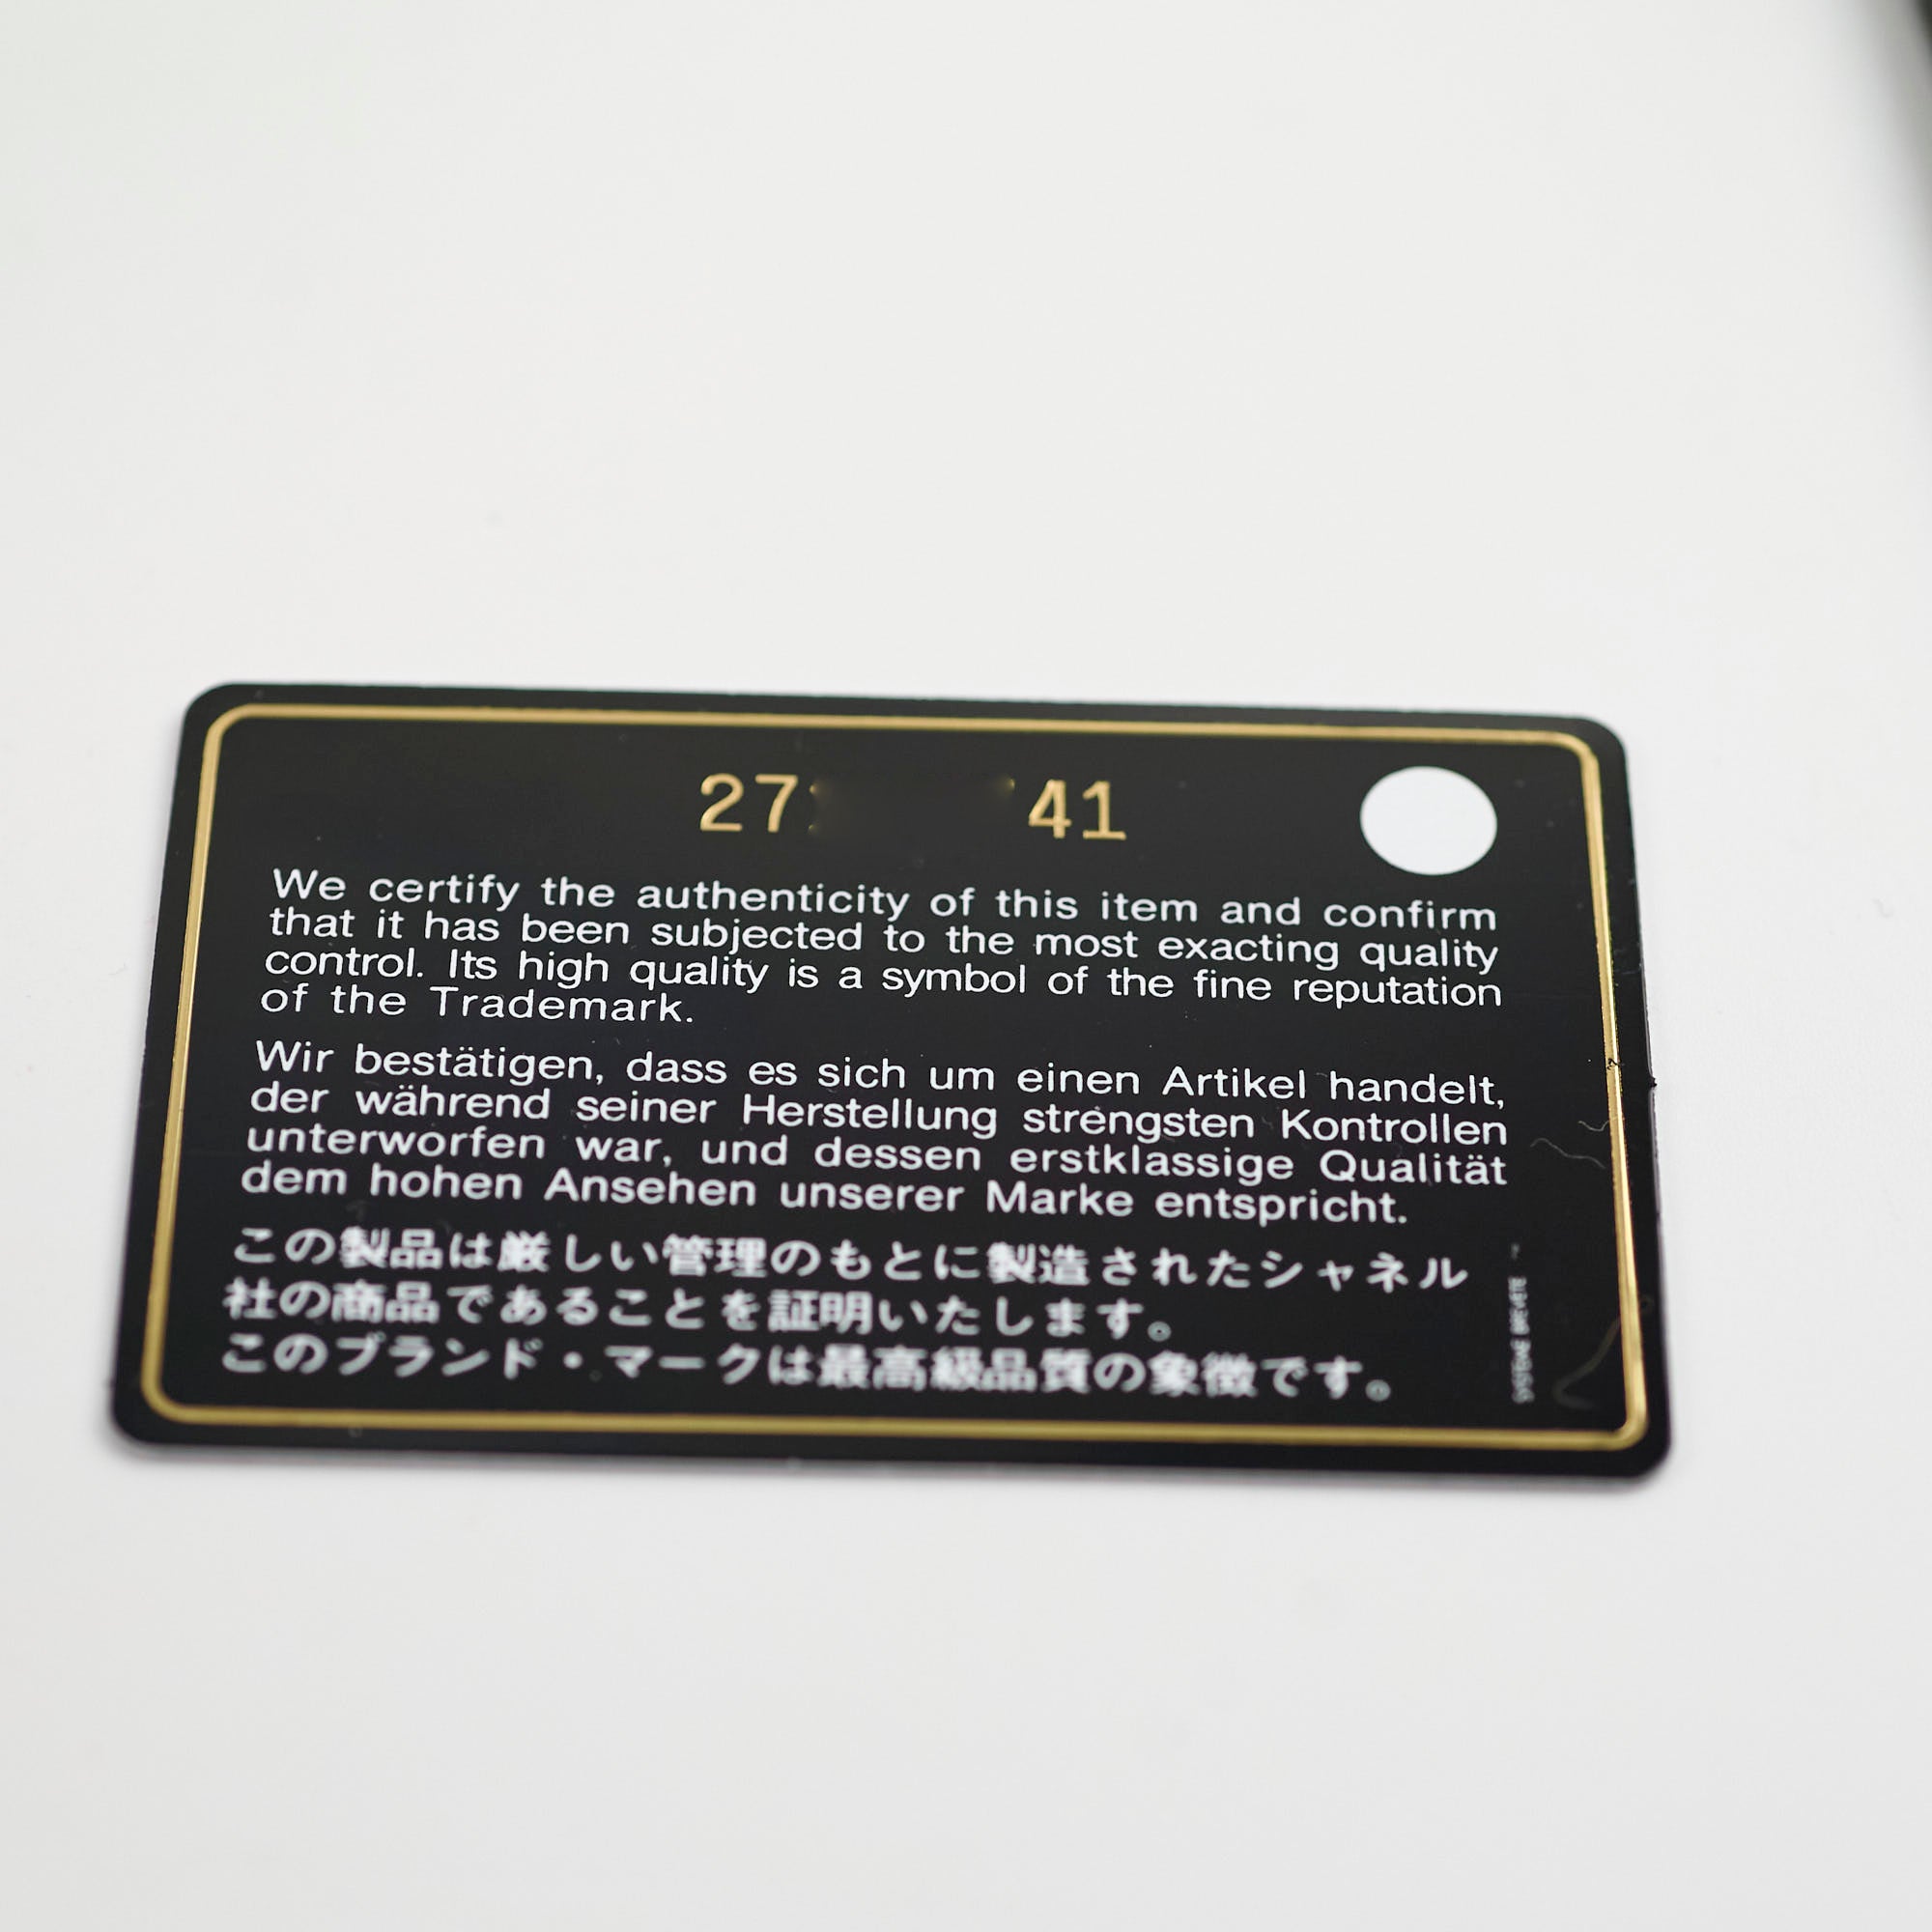 27 41
We certify the authenticity of this item and confirm
that it has been subjected to the most exacting quality
control. Its high quality is a symbol of the fine reputation
of the Trademark.
Wir bestätigen, dass es sich um einen Artikel handelt,
der während seiner Herstellung strengsten Kontrollen
unterworfen war, und dessen erstklassige Qualität
dem hohen Ansehen unserer Marke entspricht.
この製品は厳しい管理のもとに製造されたシャネル
社の商品であることを証明いたします。
このブランド・マークは最高級品質の象徴です。
SYSTEME BREVETE